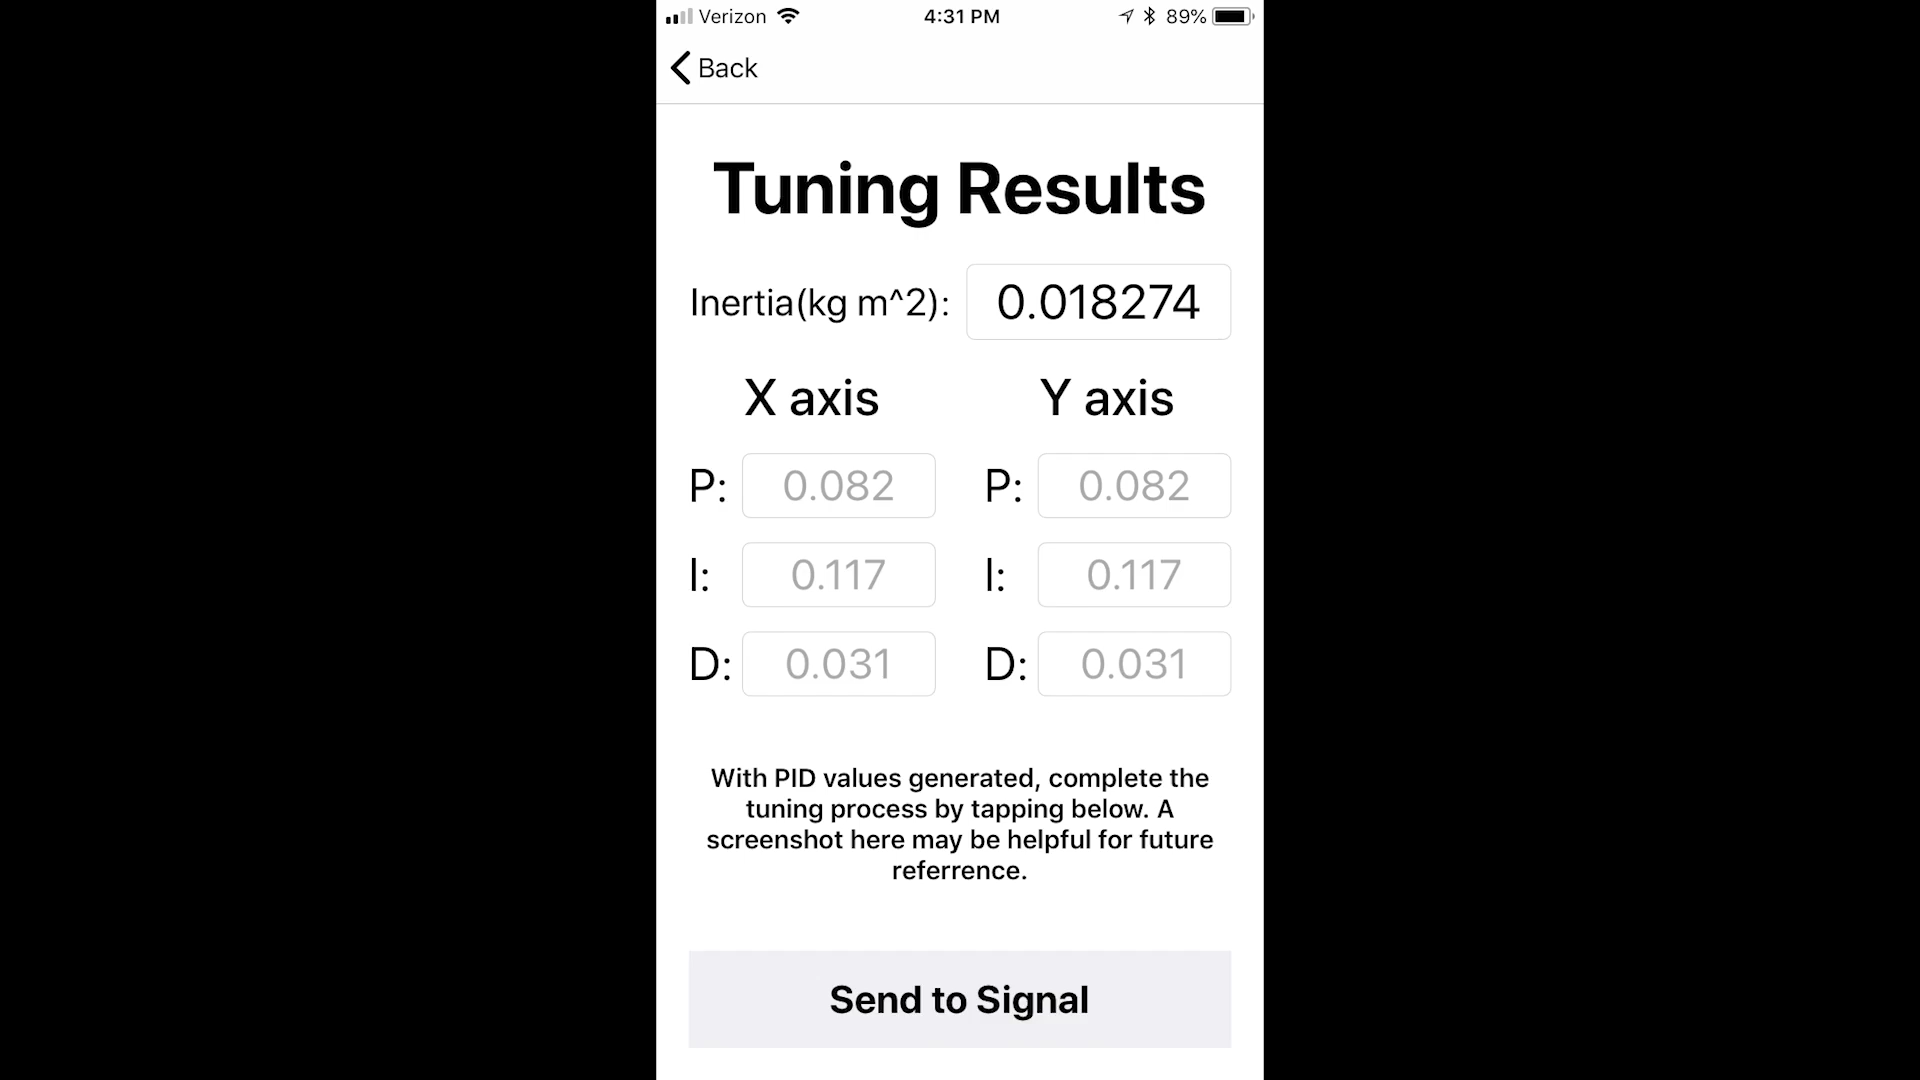 Verizon 4:31 PM 89%
Back
Tuning Results
Inertia(kg m^2): 0.018274
X axis Y axis
P: 0.082 P: 0.082
I: 0.117 I: 0.117
D: 0.031 D: 0.031
With PID values generated, complete the
tuning process by tapping below. A
screenshot here may be helpful for future
referrence.
Send to Signal